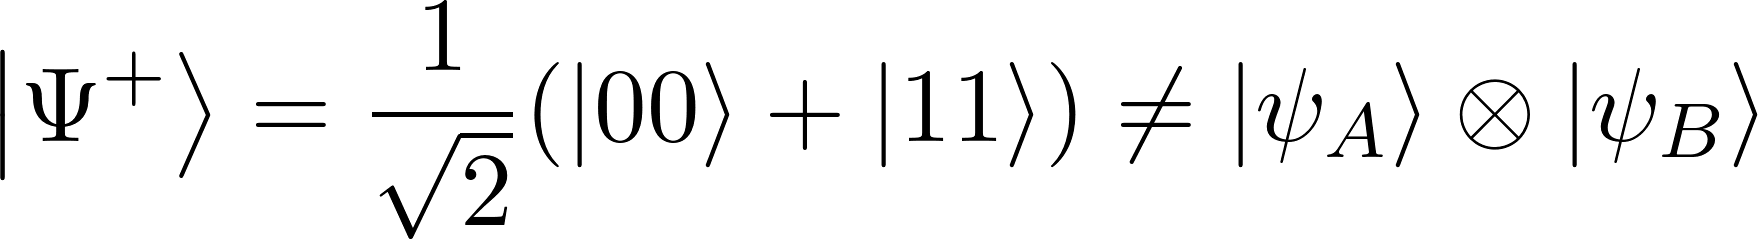 |Ψ⁺⟩ = 1/√2 (|00⟩ + |11⟩) ≠ |ψ_A⟩ ⊗ |ψ_B⟩